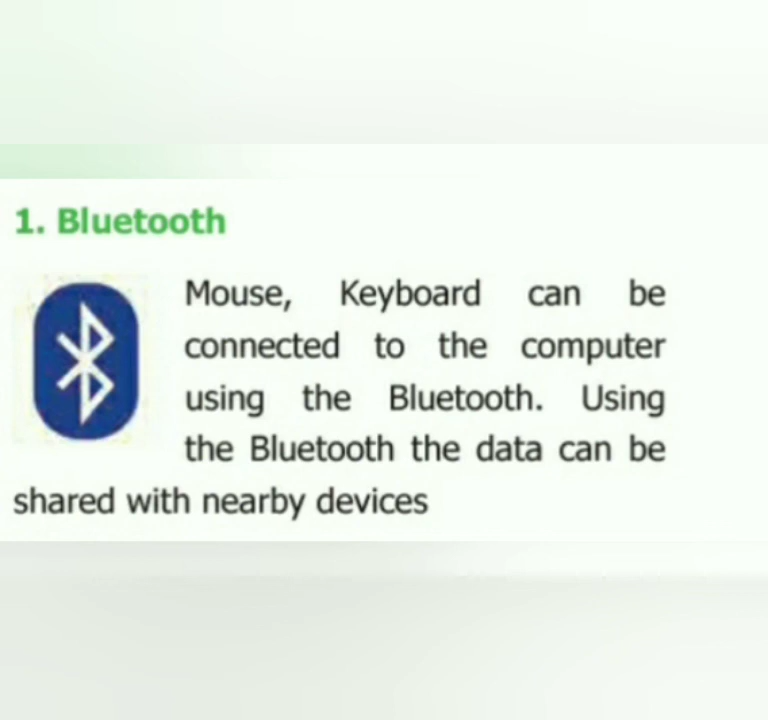 1. Bluetooth
Mouse, Keyboard can be
connected to the computer
using the Bluetooth. Using
the Bluetooth the data can be
shared with nearby devices